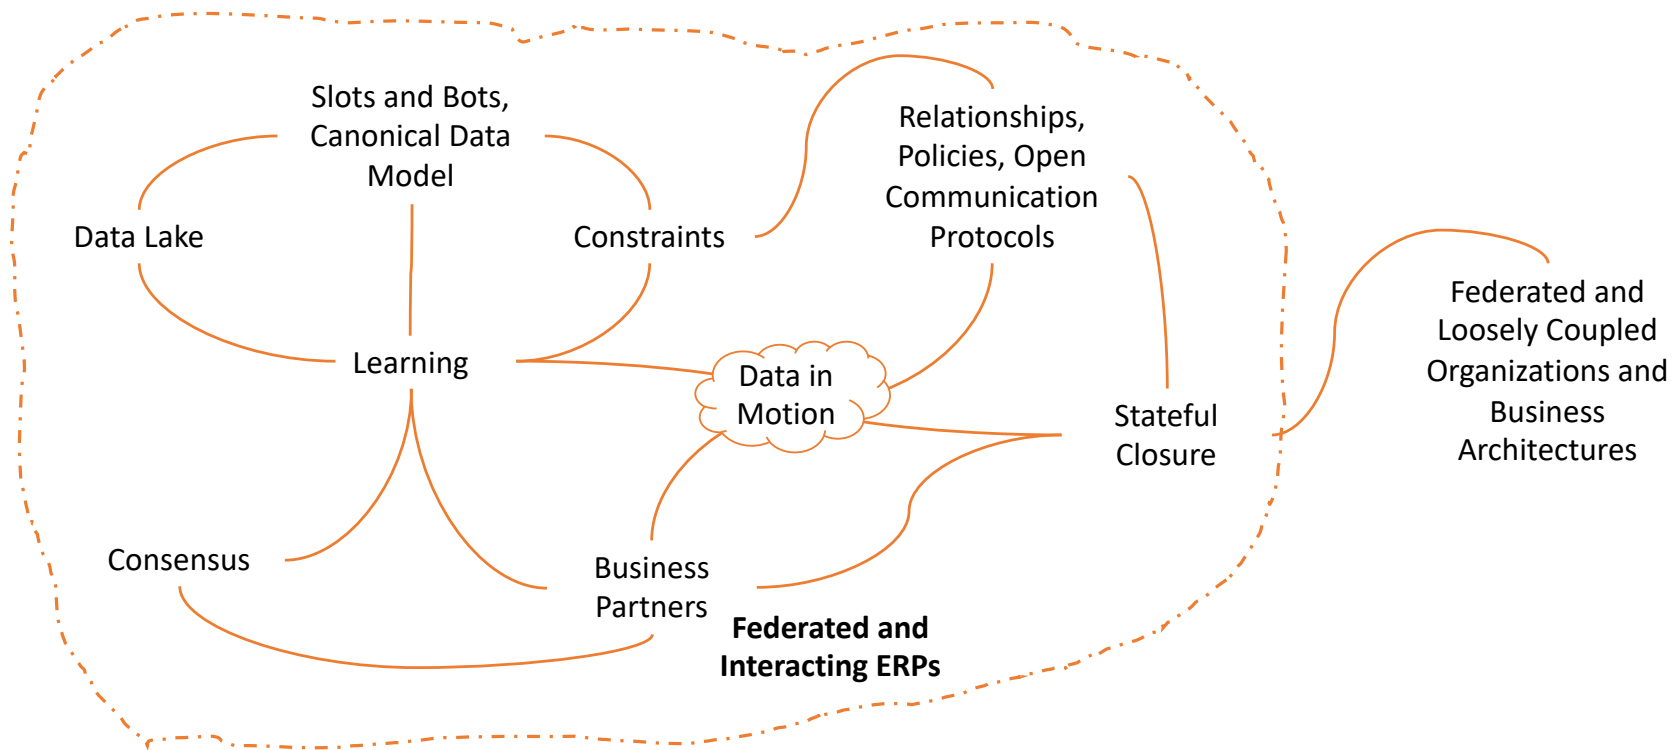 Slots and Bots,
Canonical Data
Model
Relationships,
Policies, Open
Communication
Protocols
Data Lake
Constraints
Federated and
Loosely Coupled
Organizations and
Business
Architectures
Learning
Data in
Motion
Stateful
Closure
Consensus
Business
Partners
Federated and
Interacting ERPs